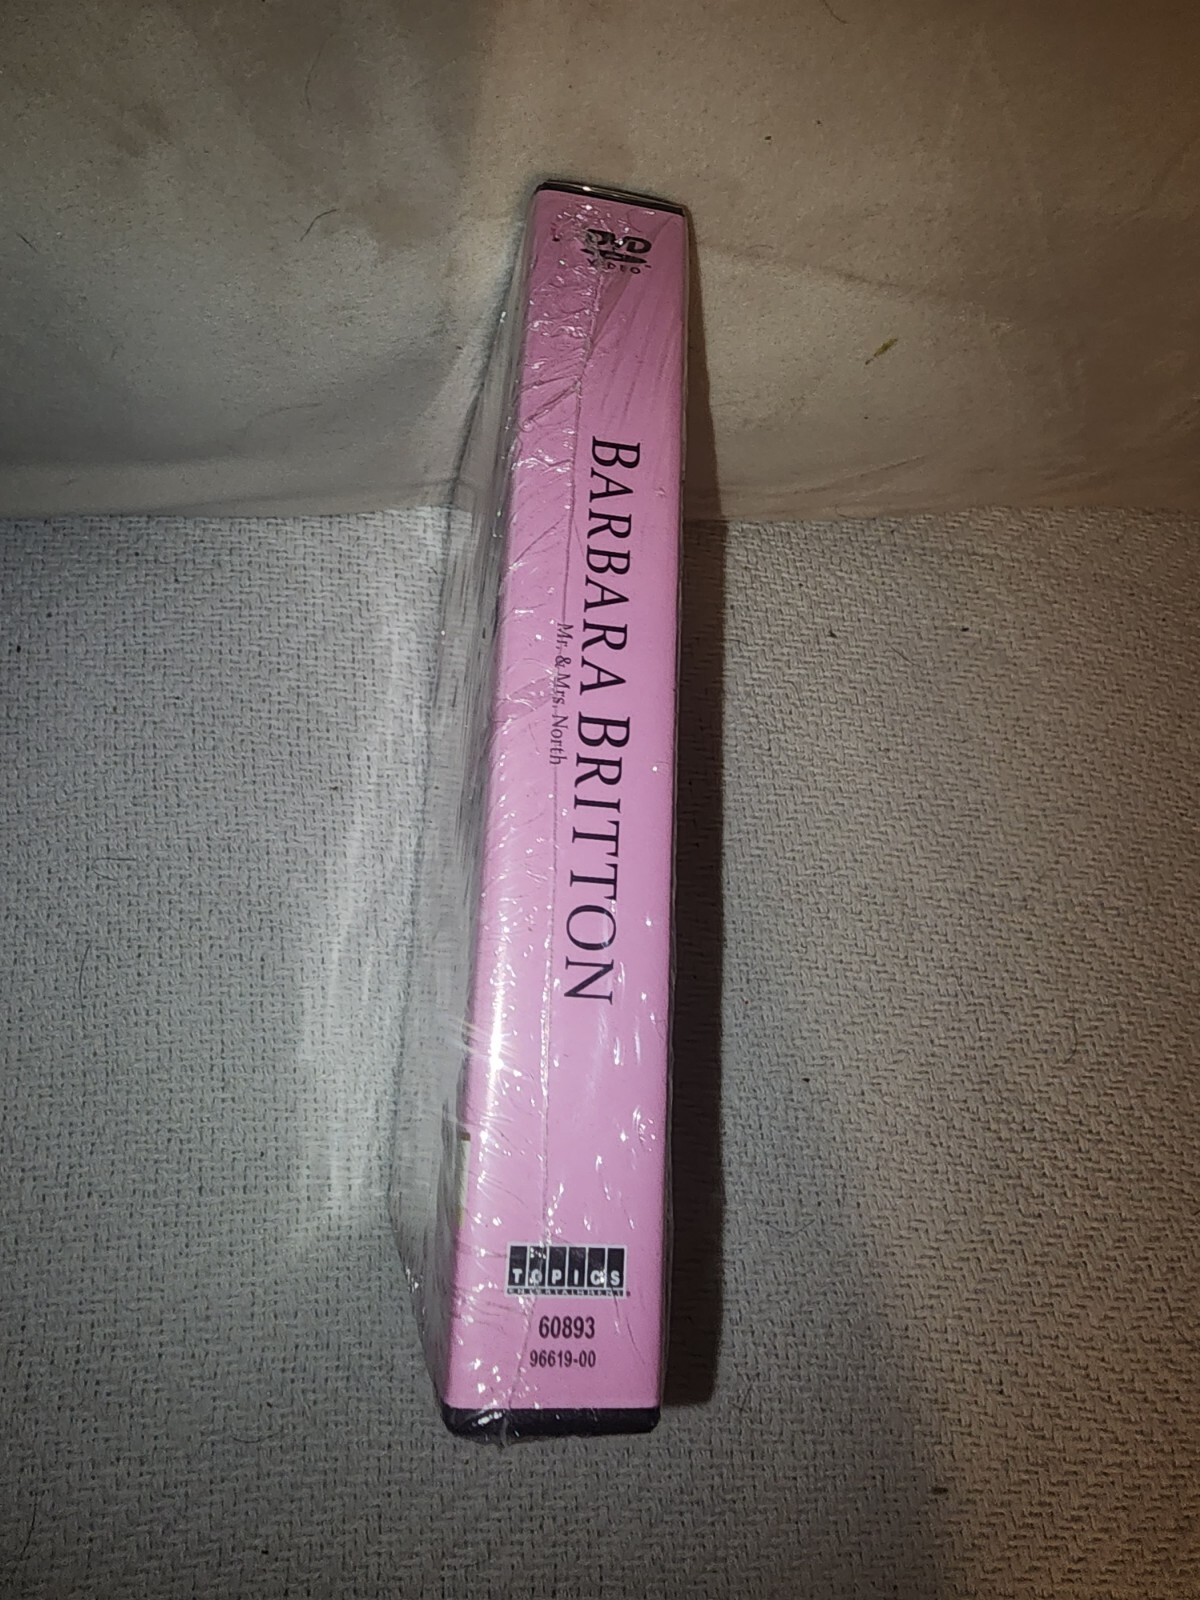 DVD
VIDEO
BARBARA BRITTON
Mr. & Mrs. North
TOPICS
ENTERTAINMENT
60893
96619-00